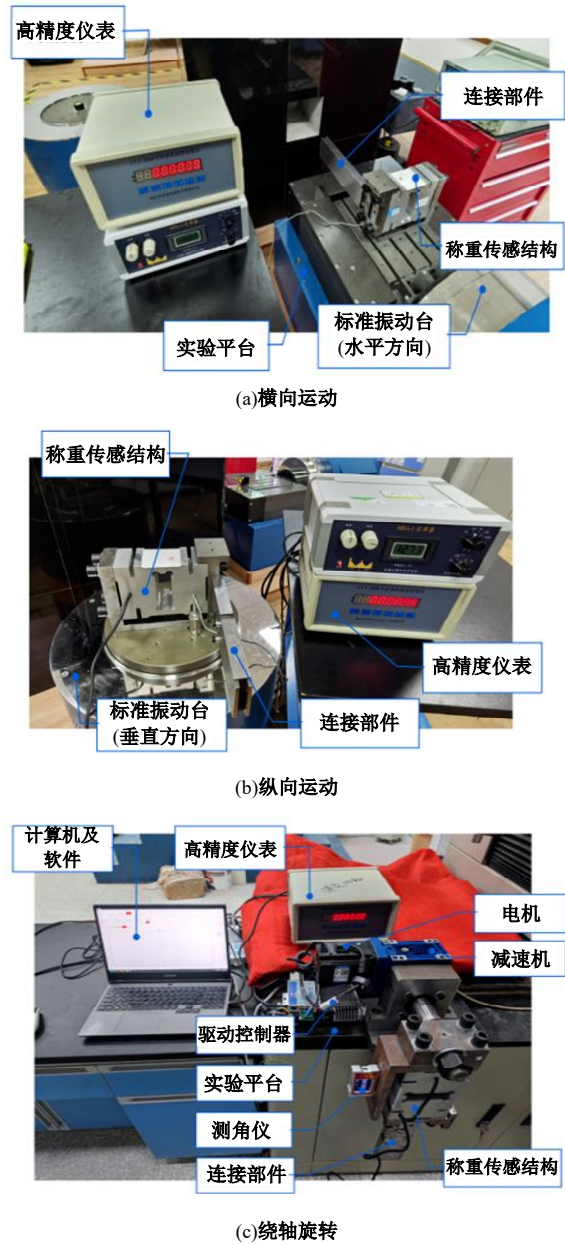 高精度仪表
连接部件
称重传感结构
实验平台
标准振动台
(水平方向)
(a)横向运动
称重传感结构
高精度仪表
标准振动台
(垂直方向)
连接部件
(b)纵向运动
计算机及
软件
高精度仪表
电机
减速机
驱动控制器
实验平台
测角仪
连接部件
称重传感结构
(c)绕轴旋转